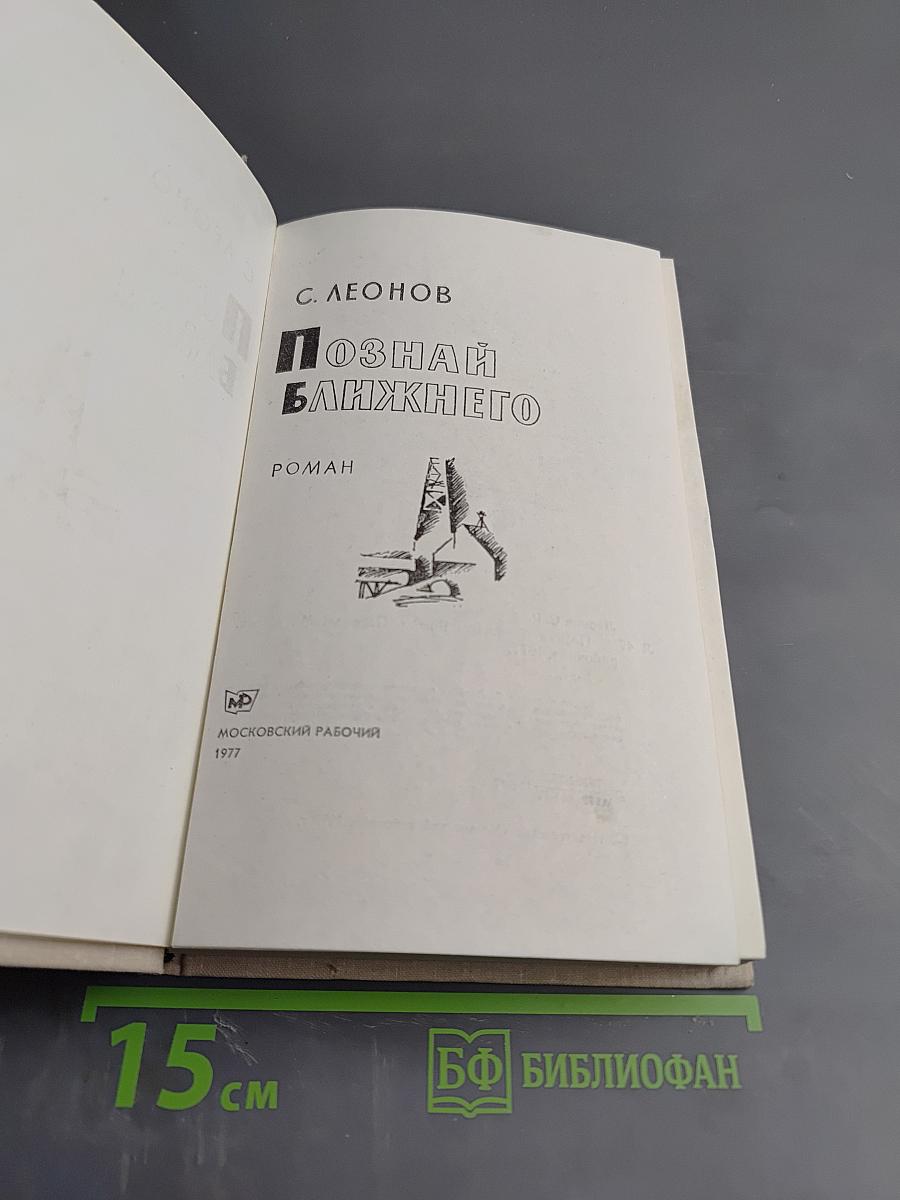 С. ЛЕОНОВ
ПОЗНАЙ
БЛИЖНЕГО
РОМАН
МР
МОСКОВСКИЙ РАБОЧИЙ
1977
15 СМ
БФ БИБЛИОФАН